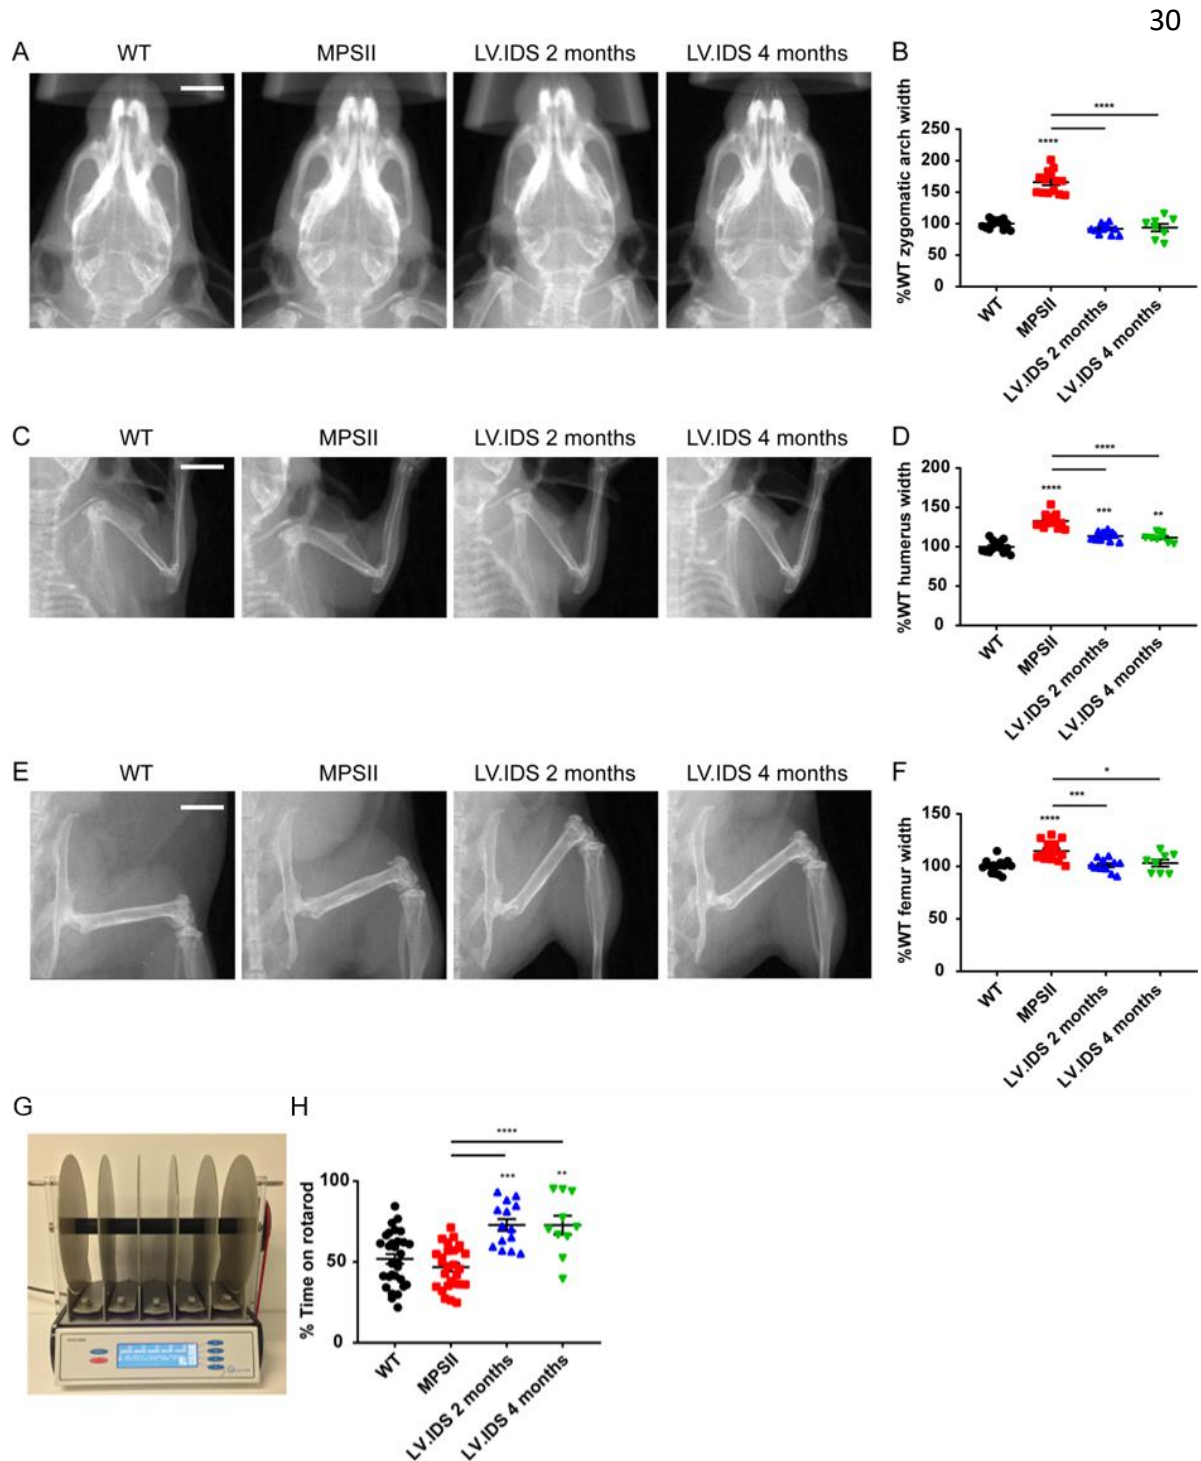 30
A WT MPSII LV.IDS 2 months LV.IDS 4 months
B
%WT zygomatic arch width
250
200
150
100
50
0
****
****
WT
MPSII
LV.IDS 2 months
LV.IDS 4 months
C WT MPSII LV.IDS 2 months LV.IDS 4 months
D
%WT humerus width
200
150
100
50
0
****
****
***
**
WT
MPSII
LV.IDS 2 months
LV.IDS 4 months
E WT MPSII LV.IDS 2 months LV.IDS 4 months
F
%WT femur width
150
100
50
0
*
***
****
WT
MPSII
LV.IDS 2 months
LV.IDS 4 months
G
H
% Time on rotarod
100
50
0
****
***
**
WT
MPSII
LV.IDS 2 months
LV.IDS 4 months